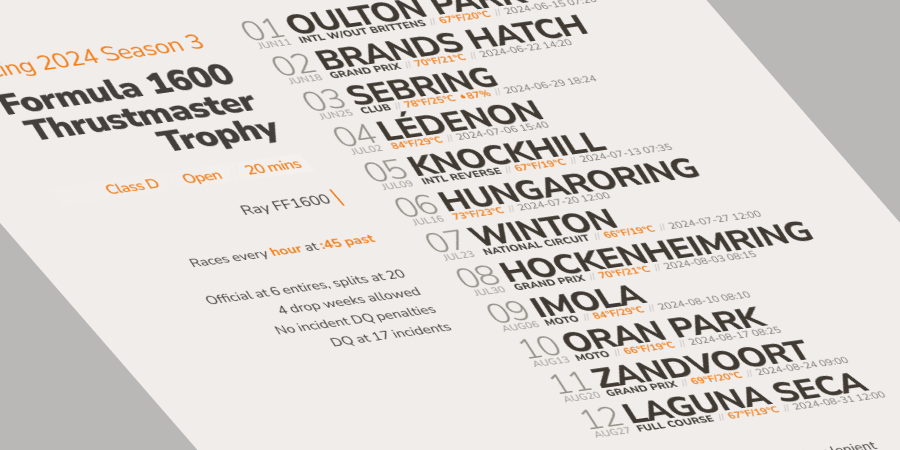 ing 2024 Season 3
Formula 1600
Thrustmaster
Trophy
Class D Open 20 mins
Ray FF1600
Races every hour at :45 past
Official at 6 entires, splits at 20
4 drop weeks allowed
No incident DQ penalties
DQ at 17 incidents
01 OULTON PARK
JUN11 INTL W/OUT BRITTENS // 67°F/20°C // 2024-06-15 07:20
02 BRANDS HATCH
JUN18 GRAND PRIX // 70°F/21°C // 2024-06-22 14:20
03 SEBRING
JUN25 CLUB // 78°F/25°C 87% // 2024-06-29 18:24
04 LÉDENON
JUL02 84°F/29°C // 2024-07-06 15:40
05 KNOCKHILL
JUL09 INTL REVERSE // 67°F/19°C // 2024-07-13 07:35
06 HUNGARORING
JUL16 73°F/23°C // 2024-07-20 12:00
07 WINTON
JUL23 NATIONAL CIRCUIT // 66°F/19°C // 2024-07-27 12:00
08 HOCKENHEIMRING
JUL30 GRAND PRIX // 70°F/21°C // 2024-08-03 08:15
09 IMOLA
AUG06 MOTO // 84°F/29°C // 2024-08-10 08:10
10 ORAN PARK
AUG13 MOTO // 66°F/19°C // 2024-08-17 08:25
11 ZANDVOORT
AUG20 GRAND PRIX // 69°F/20°C // 2024-08-24 09:00
12 LAGUNA SECA
AUG27 FULL COURSE // 67°F/19°C // 2024-08-31 12:00